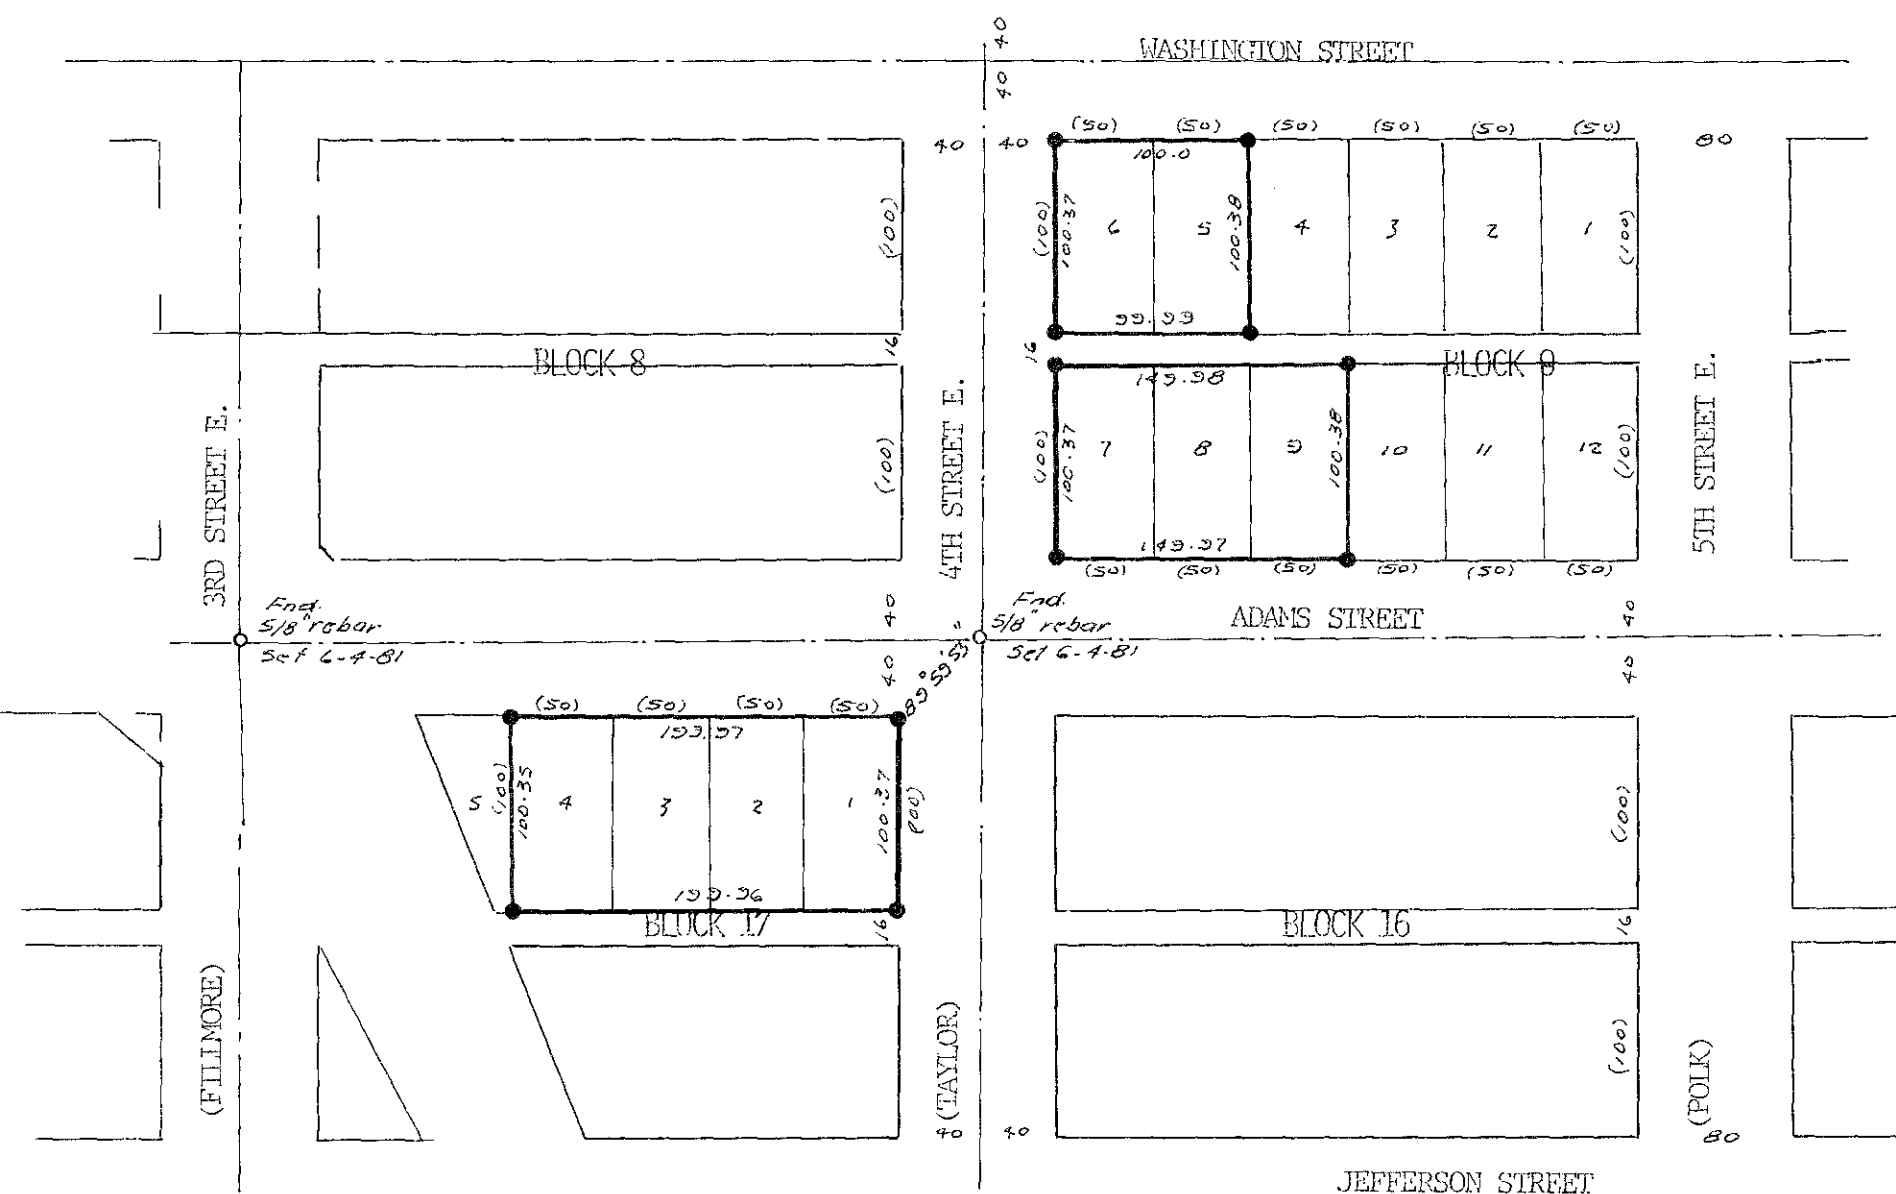 40
WASHINGTON STREET
40
(50) (50) (50) (50) (50) (50)
40 40 80
100.0
(100) (100) 100.37 6 5 100.38 4 3 2 1 (100)
99.99
16 16
BLOCK 8 BLOCK 9
149.98
3RD STREET E. 4TH STREET E. 5TH STREET E.
(100) (100) 100.37 7 8 9 100.38 10 11 12 (100)
149.97
(50) (50) (50) (50) (50) (50)
Fnd. 40 Fnd. 40
5/8" rebar 5/8" rebar
ADAMS STREET
Set 6-4-81 Set 6-4-81
40 40
(50) (50) (50) (50)
199.97
5 (100) 100.35 4 3 2 1 100.37 (100) (100)
199.96
BLOCK 17 16 BLOCK 16 16
(FILLMORE) (TAYLOR) (100) (POLK)
40 40 80
JEFFERSON STREET